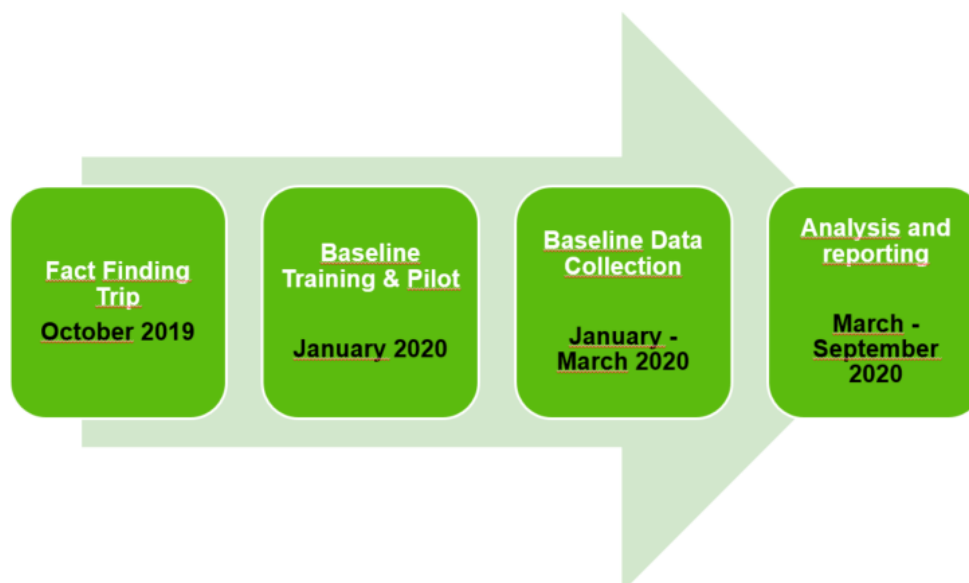 Fact Finding
Trip
October 2019
Baseline
Training & Pilot
January 2020
Baseline Data
Collection
January -
March 2020
Analysis and
reporting
March -
September
2020